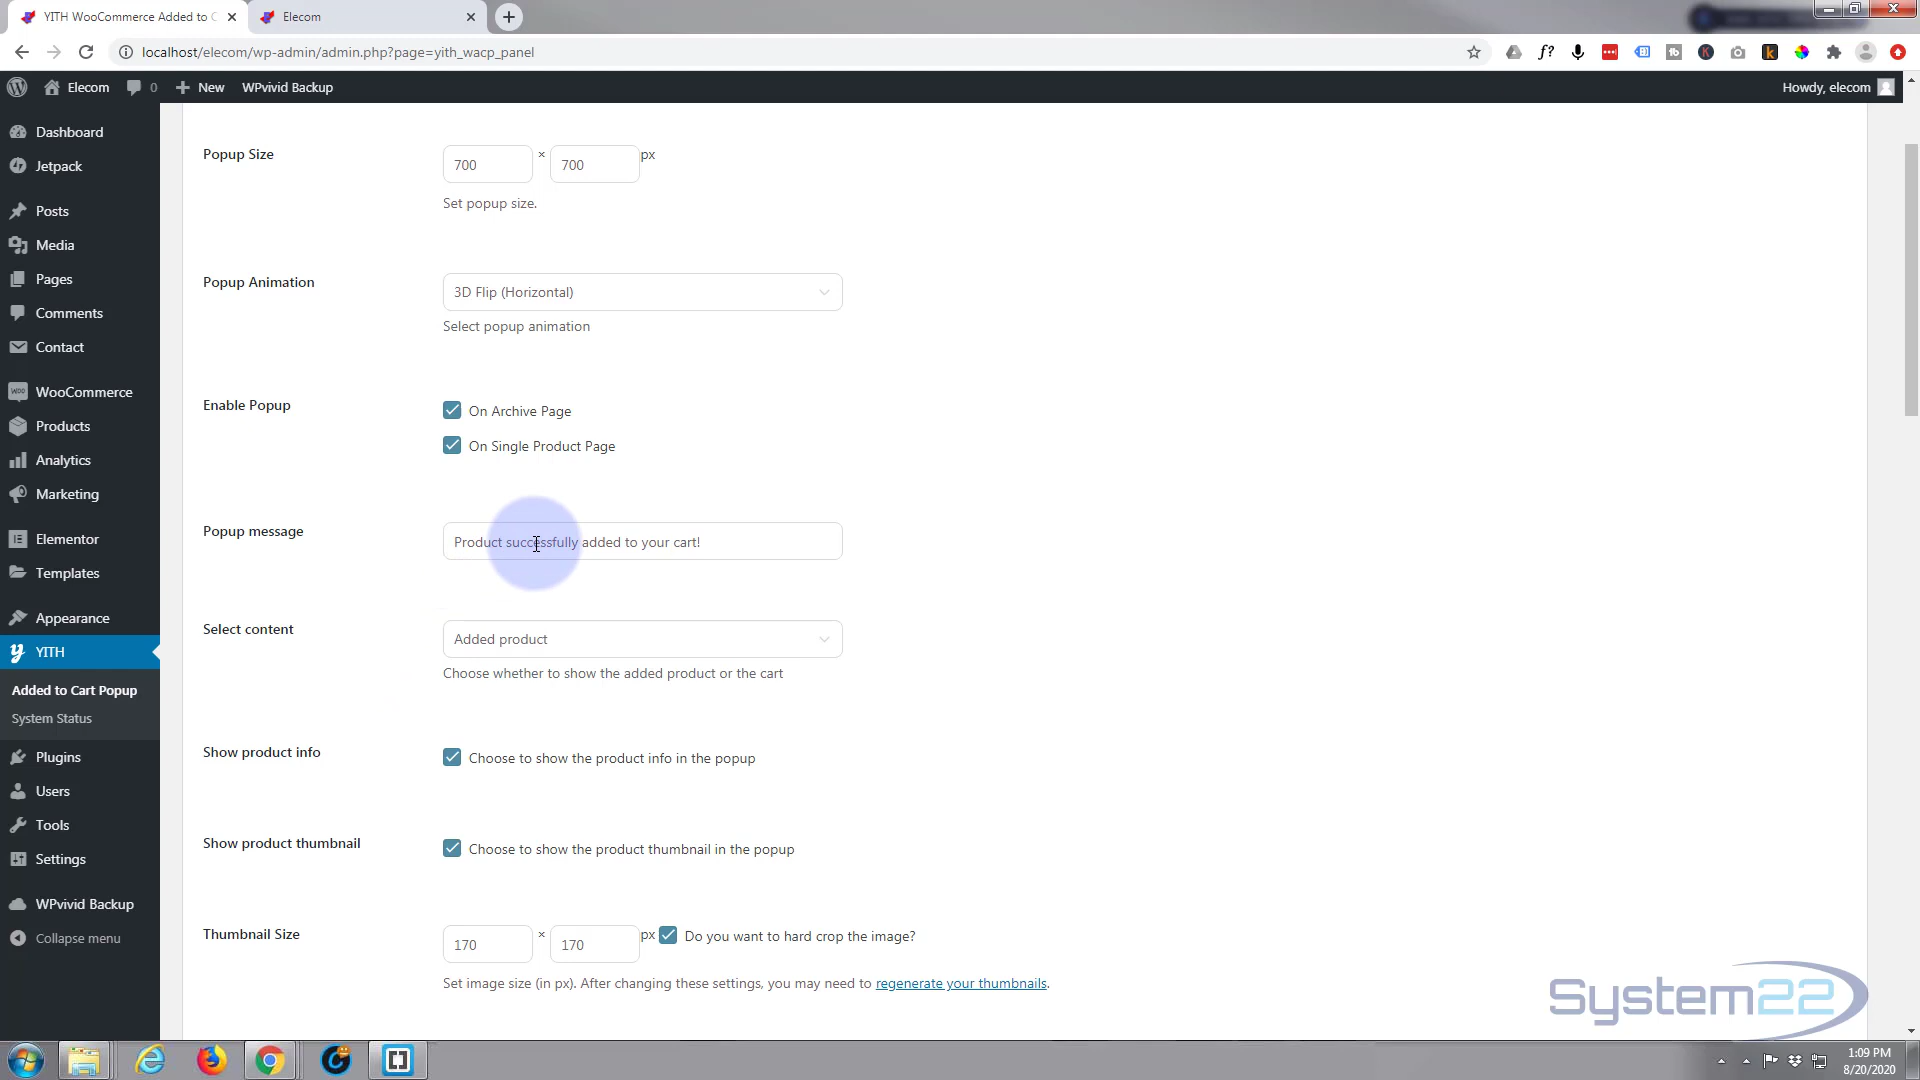 YITH WooCommerce Added to C
Elecom
localhost/elecom/wp-admin/admin.php?page=yith_wacp_panel
Elecom
0
New
WPvivid Backup
Howdy, elecom
Dashboard
Jetpack
Posts
Media
Pages
Comments
Contact
WooCommerce
Products
Analytics
Marketing
Elementor
Templates
Appearance
YITH
Added to Cart Popup
System Status
Plugins
Users
Tools
Settings
WPvivid Backup
Collapse menu
Popup Size
700 × 700 px
Set popup size.
Popup Animation
3D Flip (Horizontal)
Select popup animation
Enable Popup
On Archive Page
On Single Product Page
Popup message
Product successfully added to your cart!
Select content
Added product
Choose whether to show the added product or the cart
Show product info
Choose to show the product info in the popup
Show product thumbnail
Choose to show the product thumbnail in the popup
Thumbnail Size
170 × 170 px Do you want to hard crop the image?
Set image size (in px). After changing these settings, you may need to regenerate your thumbnails.
System22
1:09 PM
8/20/2020